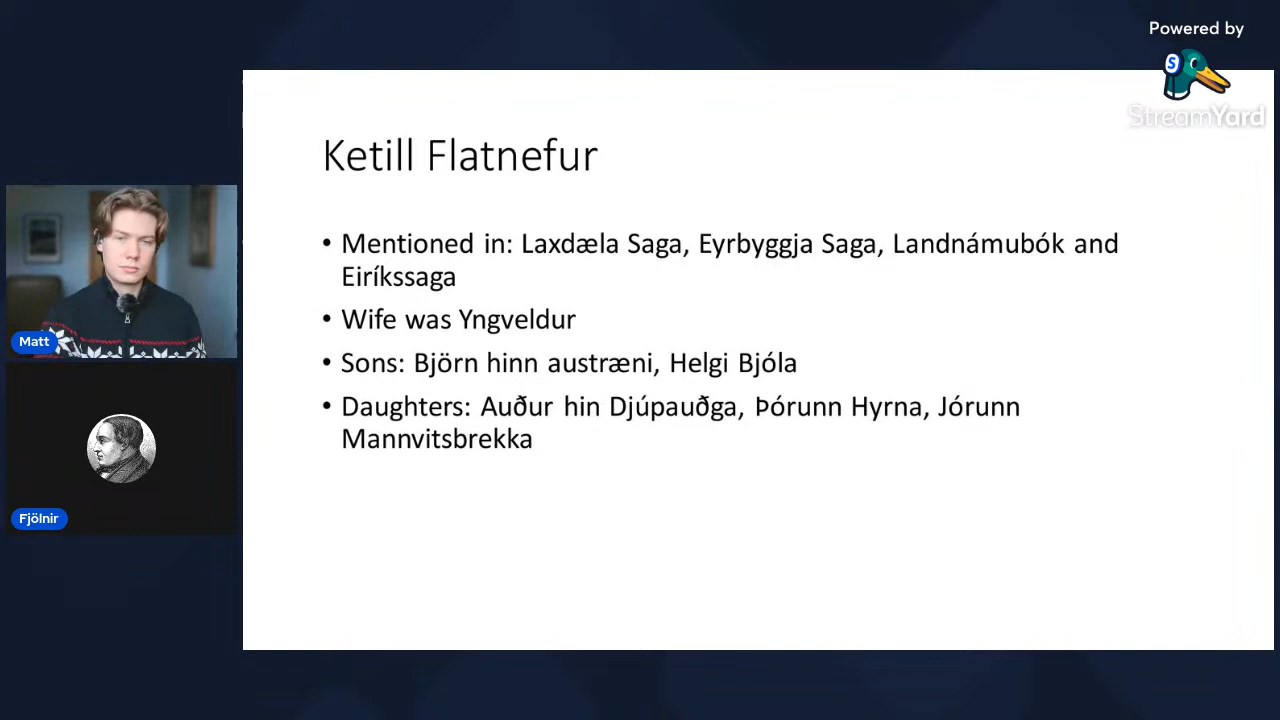 Powered by
S
StreamYard
Ketill Flatnefur
• Mentioned in: Laxdæla Saga, Eyrbyggja Saga, Landnámubók and
Eiríkssaga
• Wife was Yngveldur
• Sons: Björn hinn austræni, Helgi Bjóla
• Daughters: Auður hin Djúpauðga, Þórunn Hyrna, Jórunn
Mannvitsbrekka
Matt
Fjölnir